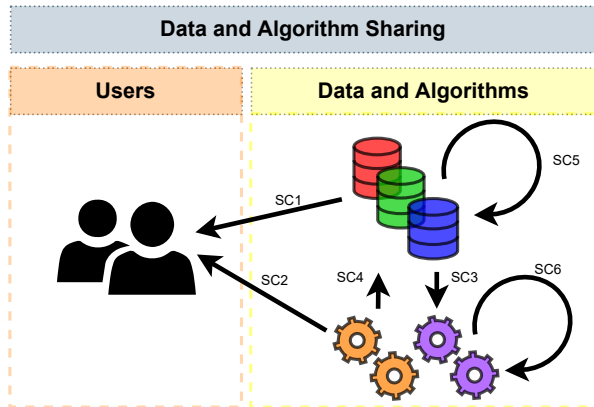 Data and Algorithm Sharing
Users
Data and Algorithms
SC5
SC1
SC2
SC4
SC3
SC6